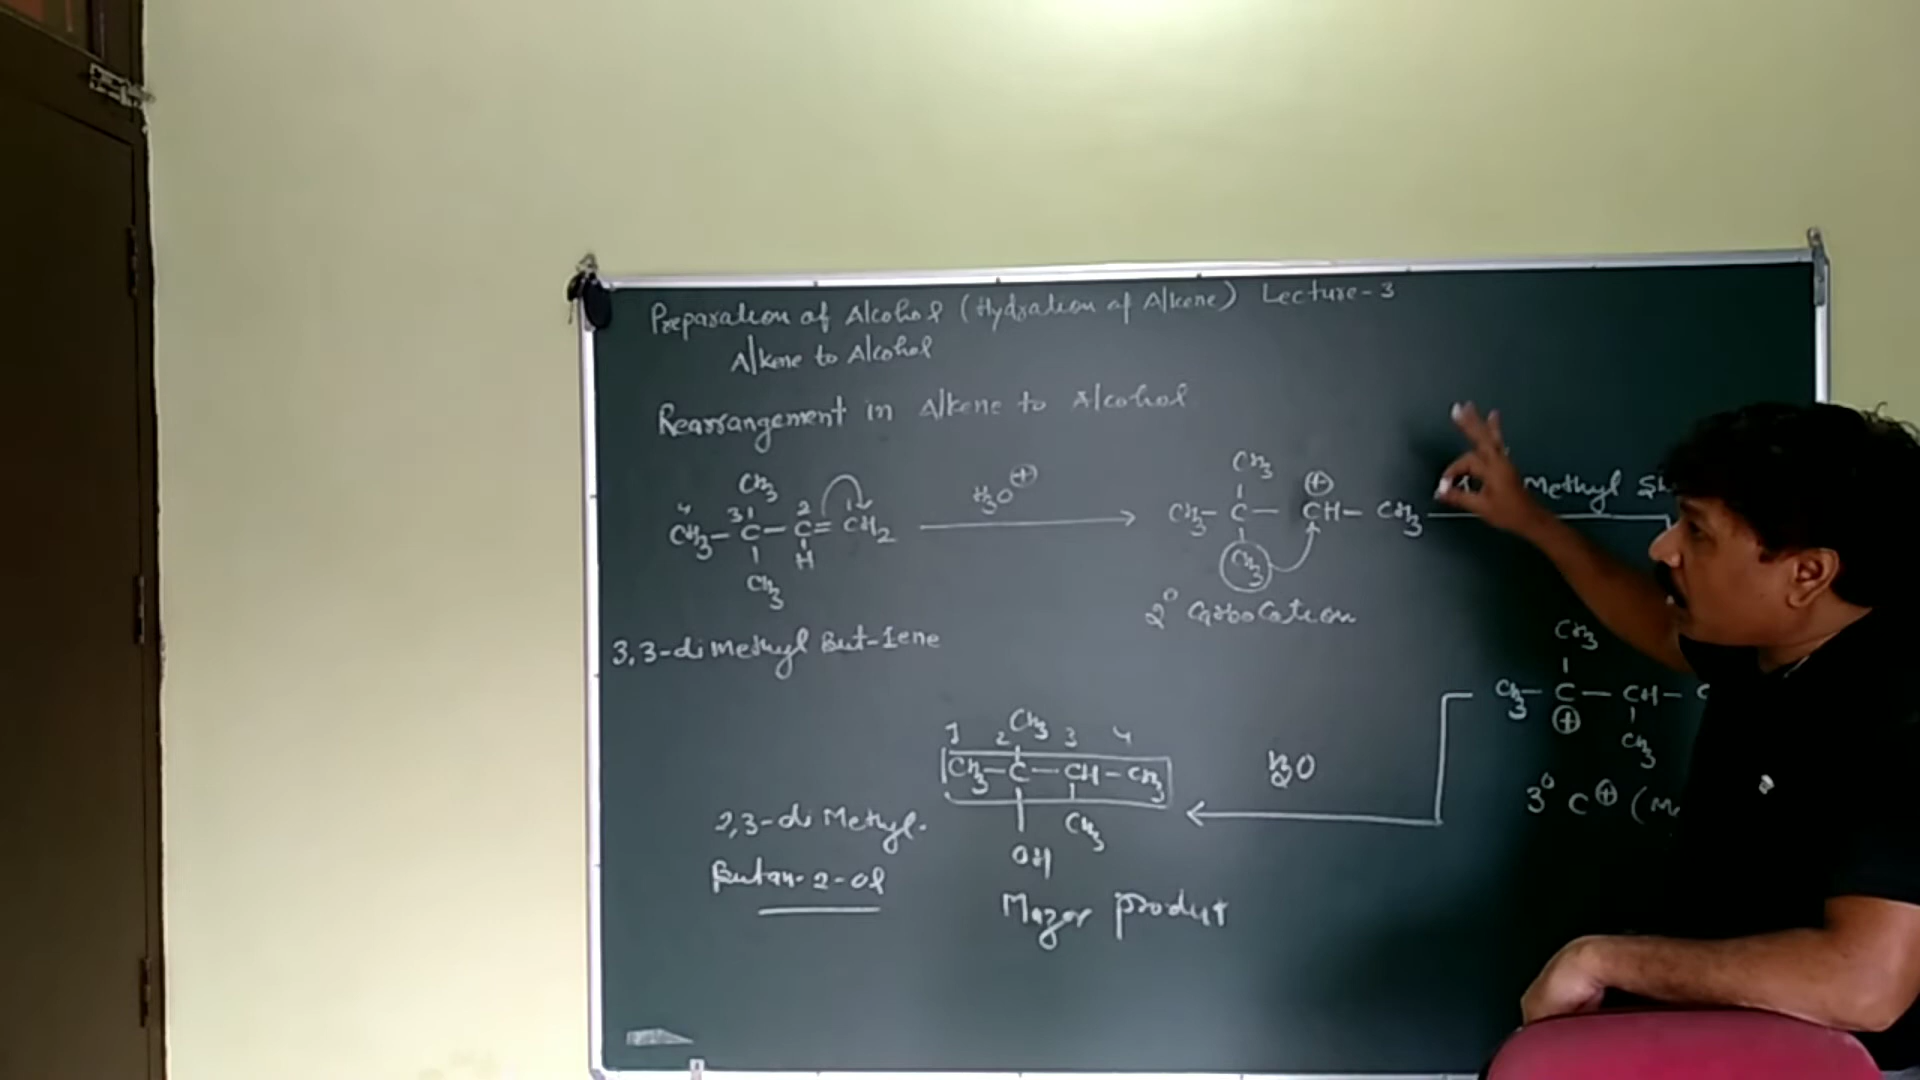 Preparation of Alcohol (Hydration of Alkene) Lecture-3
Alkene to Alcohol
Rearrangement in Alkene to Alcohol
CH3
4 3 2 1
CH3-C-C=CH2
H
CH3
H3O⊕
CH3
⊕
CH3-C-CH-CH3
CH3
2° Carbocation
Methyl Sh
3,3-dimethyl But-1ene
CH3
CH3-C-CH-C
⊕
CH3
3° C⊕ (M
H2O
1 2 CH3 3 4
CH3-C-CH-CH3
CH3
OH
2,3-di Methyl-
Butan-2-ol
Major product